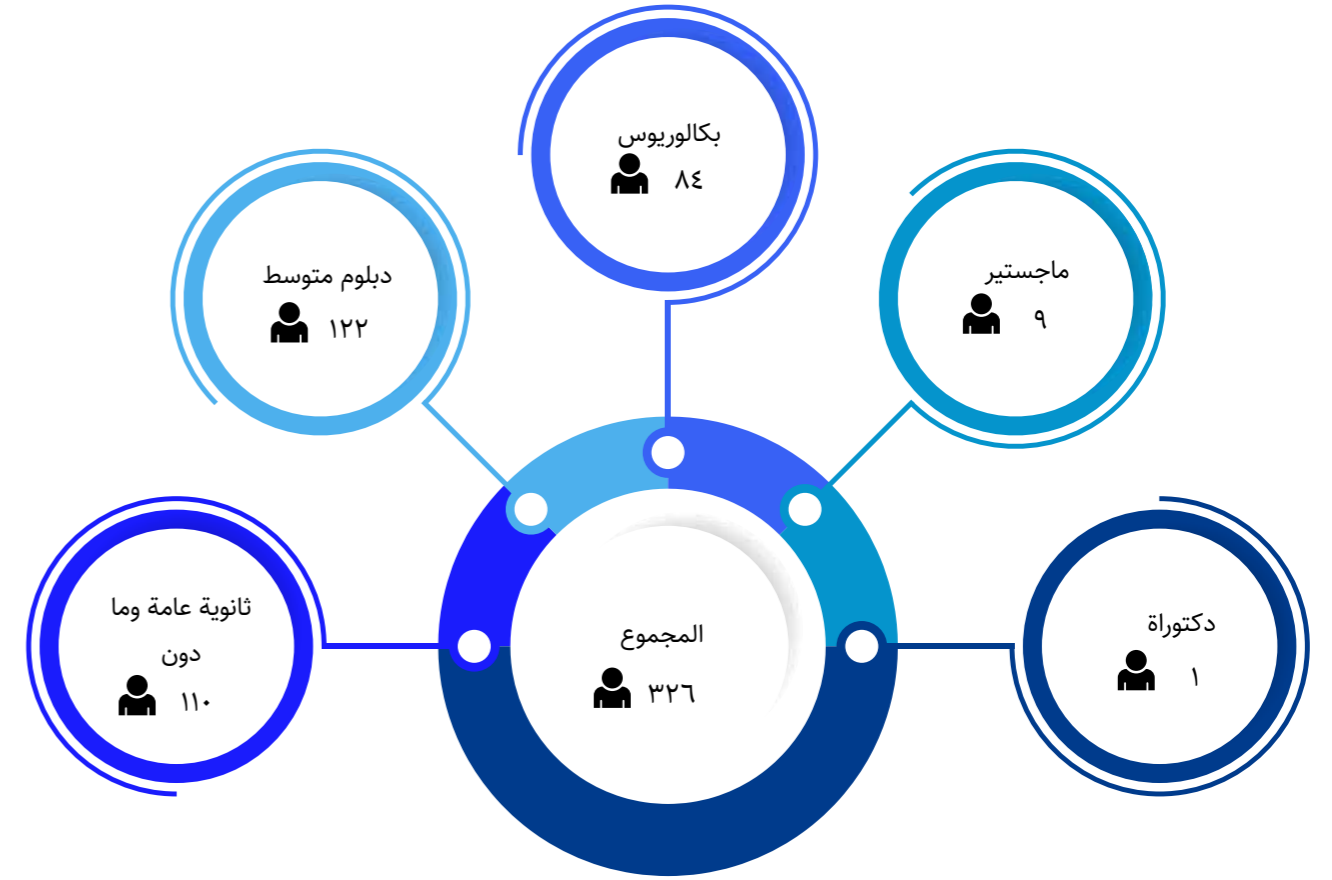 بكالوريوس
٨٤
ماجستير
٩
دبلوم متوسط
١٢٢
دكتوراة
١
ثانوية عامة وما
دون
١١٠
المجموع
٣٢٦